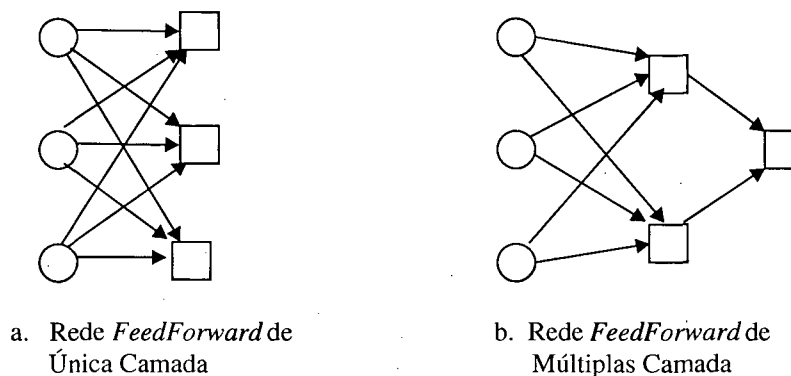 a. Rede FeedForward de
Única Camada
b. Rede FeedForward de
Múltiplas Camada